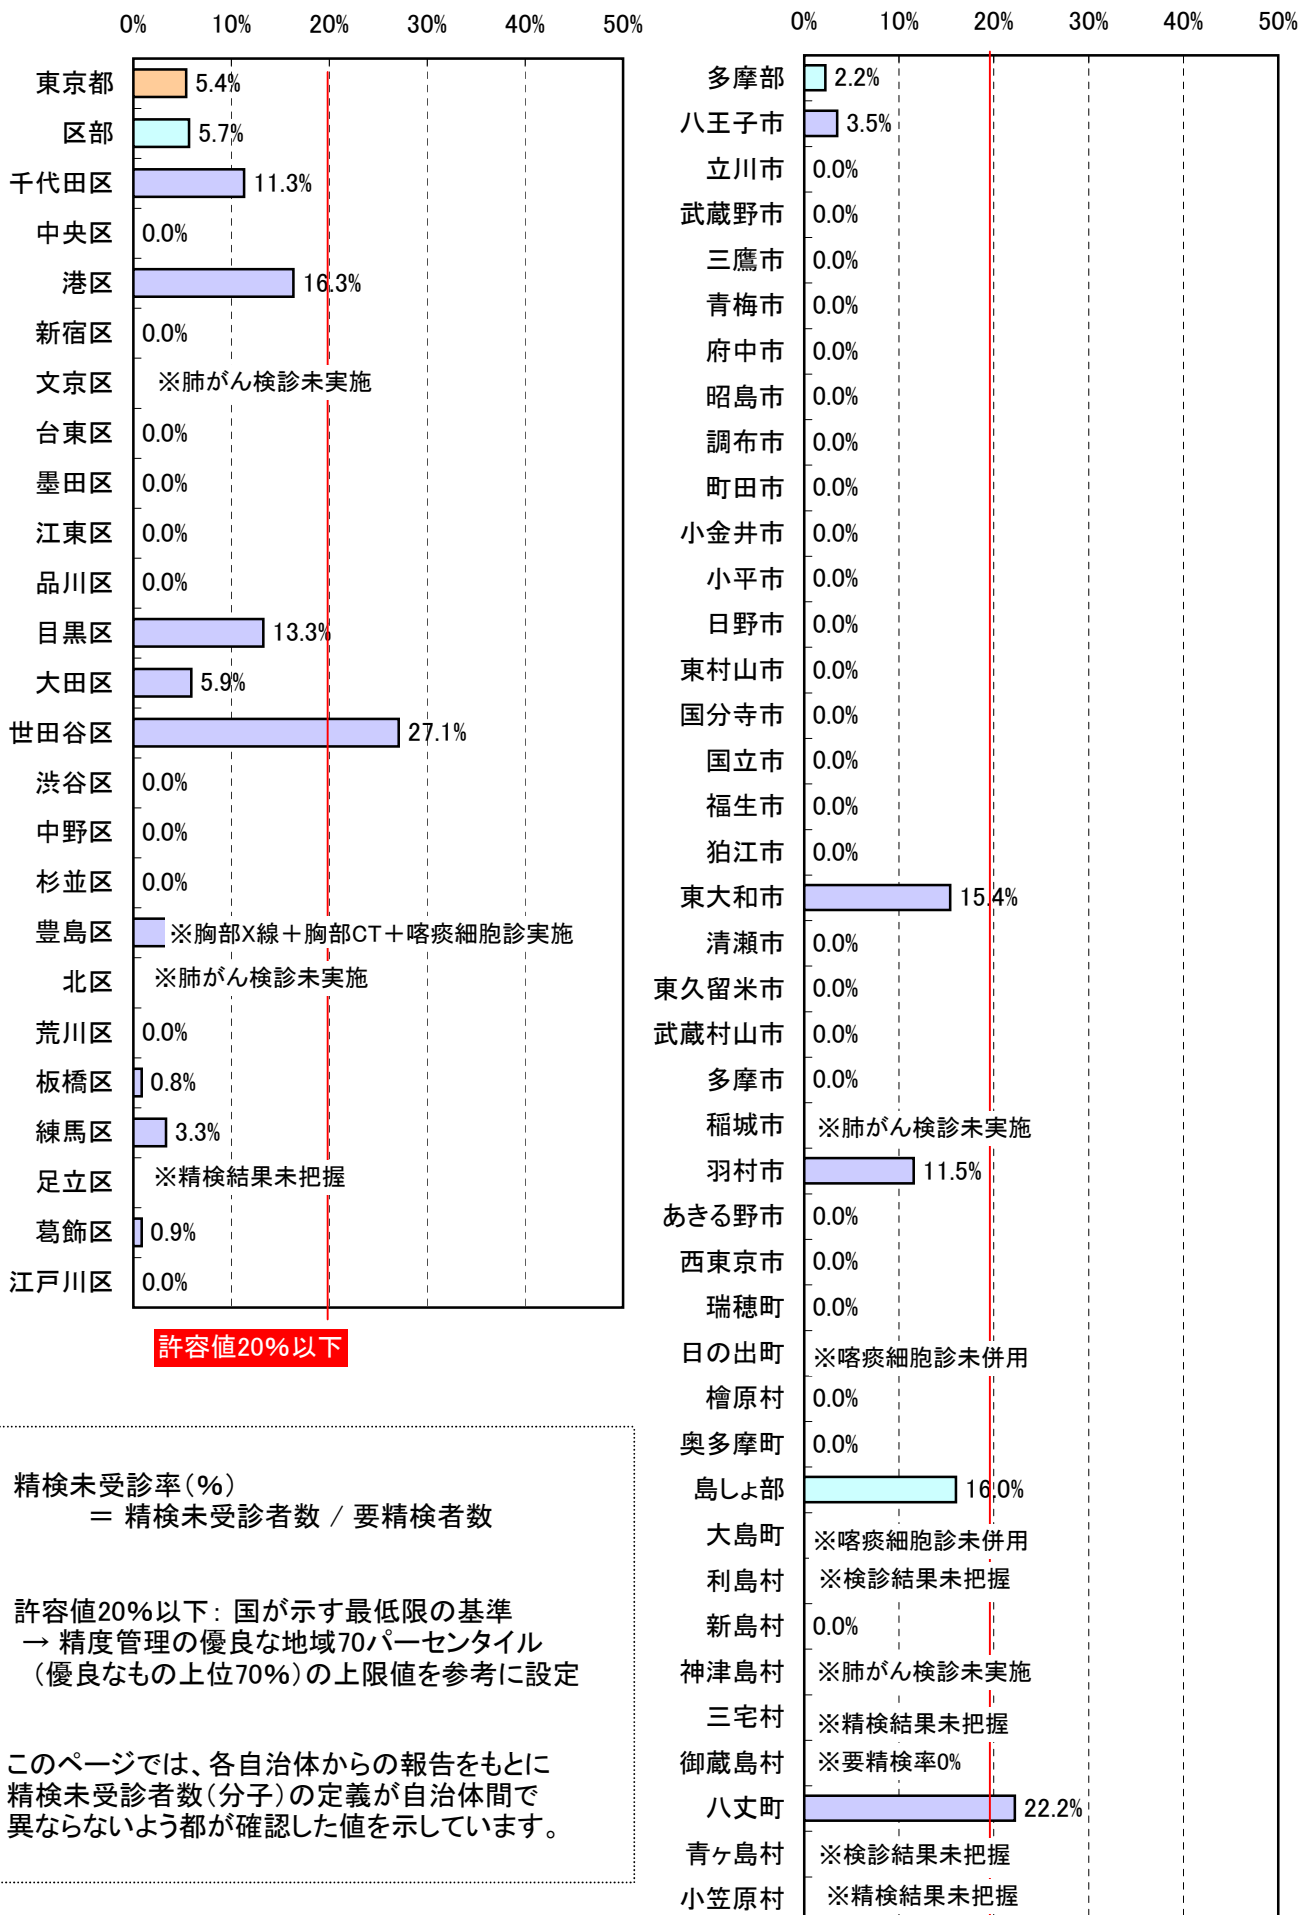 0% 10% 20% 30% 40% 50%
東京都 5.4%
区部 5.7%
千代田区 11.3%
中央区 0.0%
港区 16.3%
新宿区 0.0%
文京区 ※肺がん検診未実施
台東区 0.0%
墨田区 0.0%
江東区 0.0%
品川区 0.0%
目黒区 13.3%
大田区 5.9%
世田谷区 27.1%
渋谷区 0.0%
中野区 0.0%
杉並区 0.0%
豊島区 ※胸部X線+胸部CT+喀痰細胞診実施
北区 ※肺がん検診未実施
荒川区 0.0%
板橋区 0.8%
練馬区 3.3%
足立区 ※精検結果未把握
葛飾区 0.9%
江戸川区 0.0%
許容値20%以下
精検未受診率(%)
= 精検未受診者数 / 要精検者数
許容値20%以下: 国が示す最低限の基準
→ 精度管理の優良な地域70パーセンタイル
(優良なもの上位70%)の上限値を参考に設定
このページでは、各自治体からの報告をもとに
精検未受診者数(分子)の定義が自治体間で
異ならないよう都が確認した値を示しています。
0% 10% 20% 30% 40% 50%
多摩部 2.2%
八王子市 3.5%
立川市 0.0%
武蔵野市 0.0%
三鷹市 0.0%
青梅市 0.0%
府中市 0.0%
昭島市 0.0%
調布市 0.0%
町田市 0.0%
小金井市 0.0%
小平市 0.0%
日野市 0.0%
東村山市 0.0%
国分寺市 0.0%
国立市 0.0%
福生市 0.0%
狛江市 0.0%
東大和市 15.4%
清瀬市 0.0%
東久留米市 0.0%
武蔵村山市 0.0%
多摩市 0.0%
稲城市 ※肺がん検診未実施
羽村市 11.5%
あきる野市 0.0%
西東京市 0.0%
瑞穂町 0.0%
日の出町 ※喀痰細胞診未併用
檜原村 0.0%
奥多摩町 0.0%
島しょ部 16.0%
大島町 ※喀痰細胞診未併用
利島村 ※検診結果未把握
新島村 0.0%
神津島村 ※肺がん検診未実施
三宅村 ※精検結果未把握
御蔵島村 ※要精検率0%
八丈町 22.2%
青ヶ島村 ※検診結果未把握
小笠原村 ※精検結果未把握